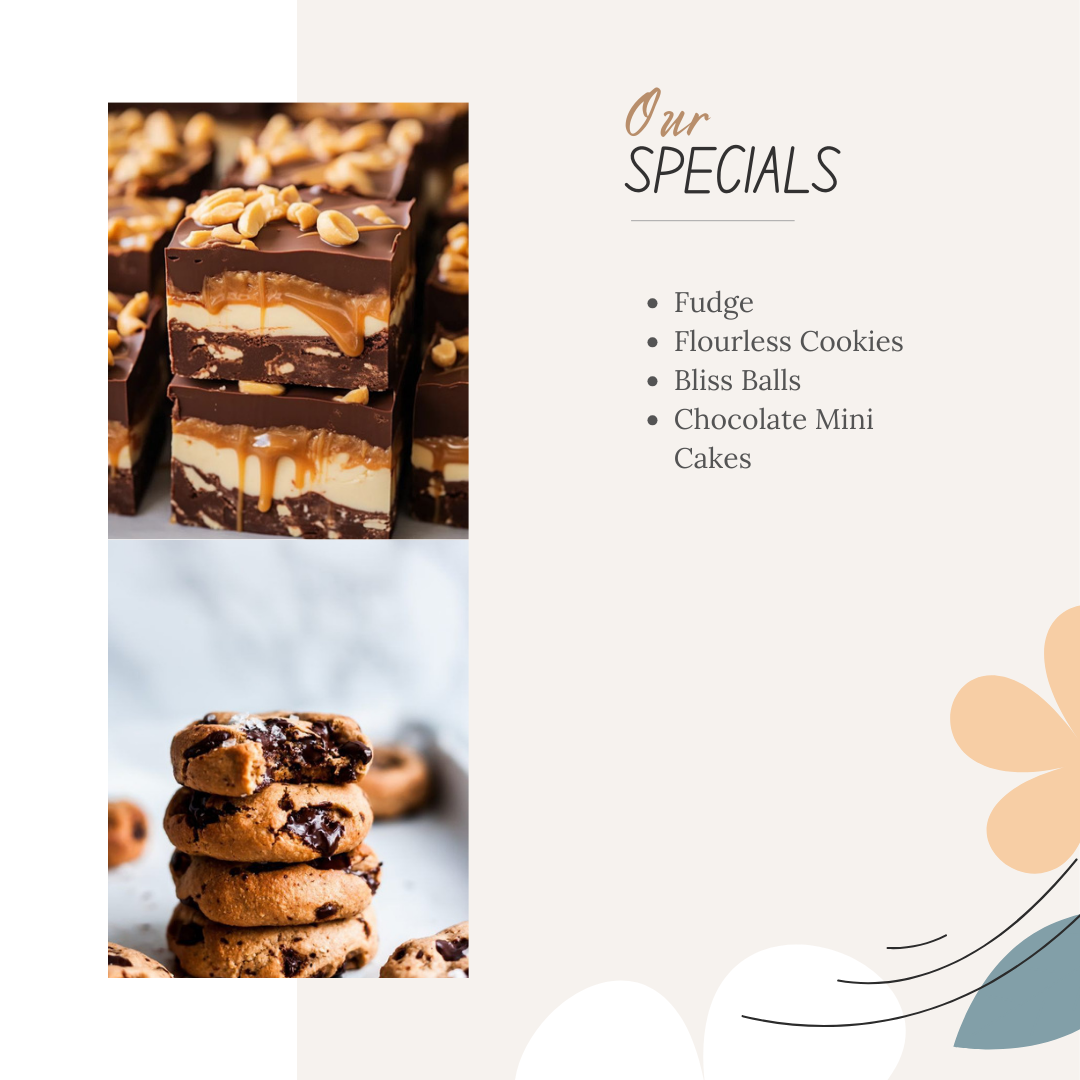 Our
SPECIALS
• Fudge
• Flourless Cookies
• Bliss Balls
• Chocolate Mini
Cakes